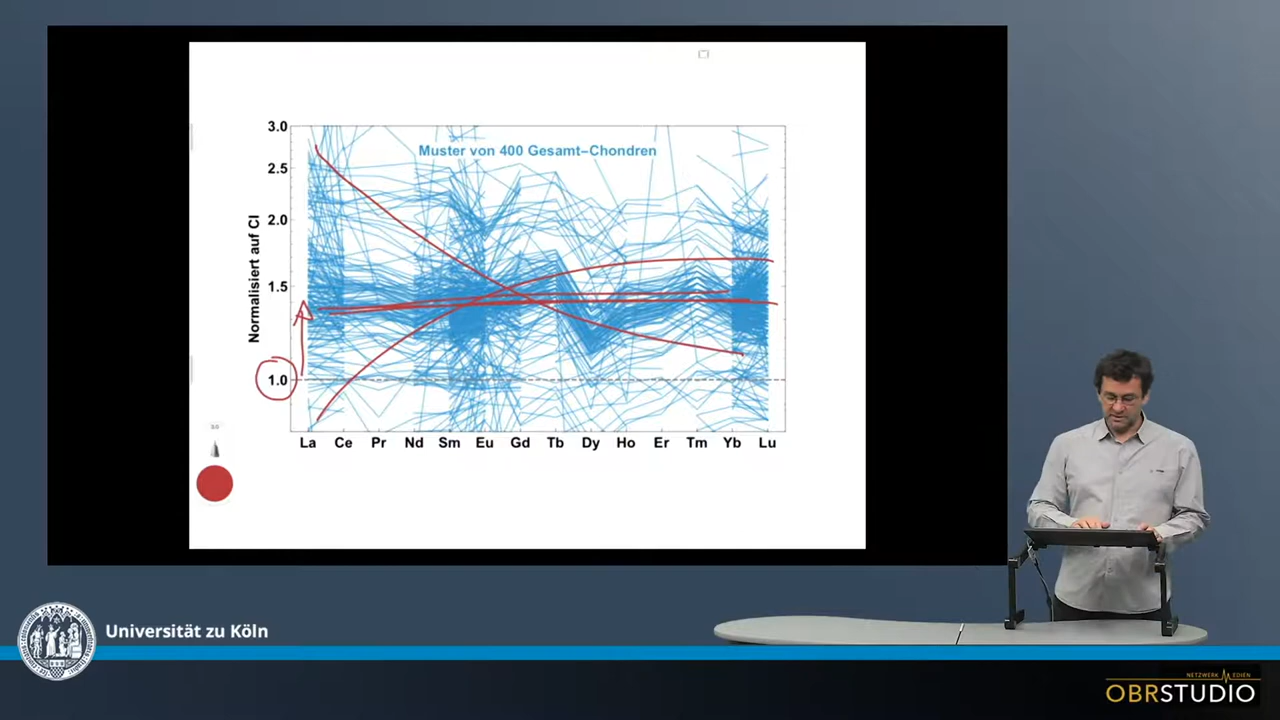 Muster von 400 Gesamt–Chondren
3.0
2.5
2.0
1.5
1.0
Normalisiert auf CI
La Ce Pr Nd Sm Eu Gd Tb Dy Ho Er Tm Yb Lu
Universität zu Köln
NETZWERK MEDIEN
OBRSTUDIO